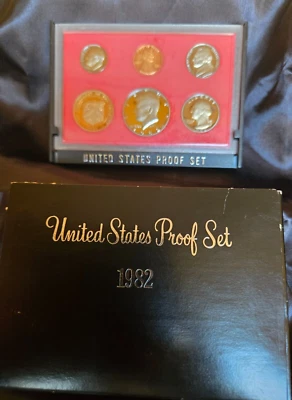 UNITED STATES PROOF SET
United States Proof Set
1982